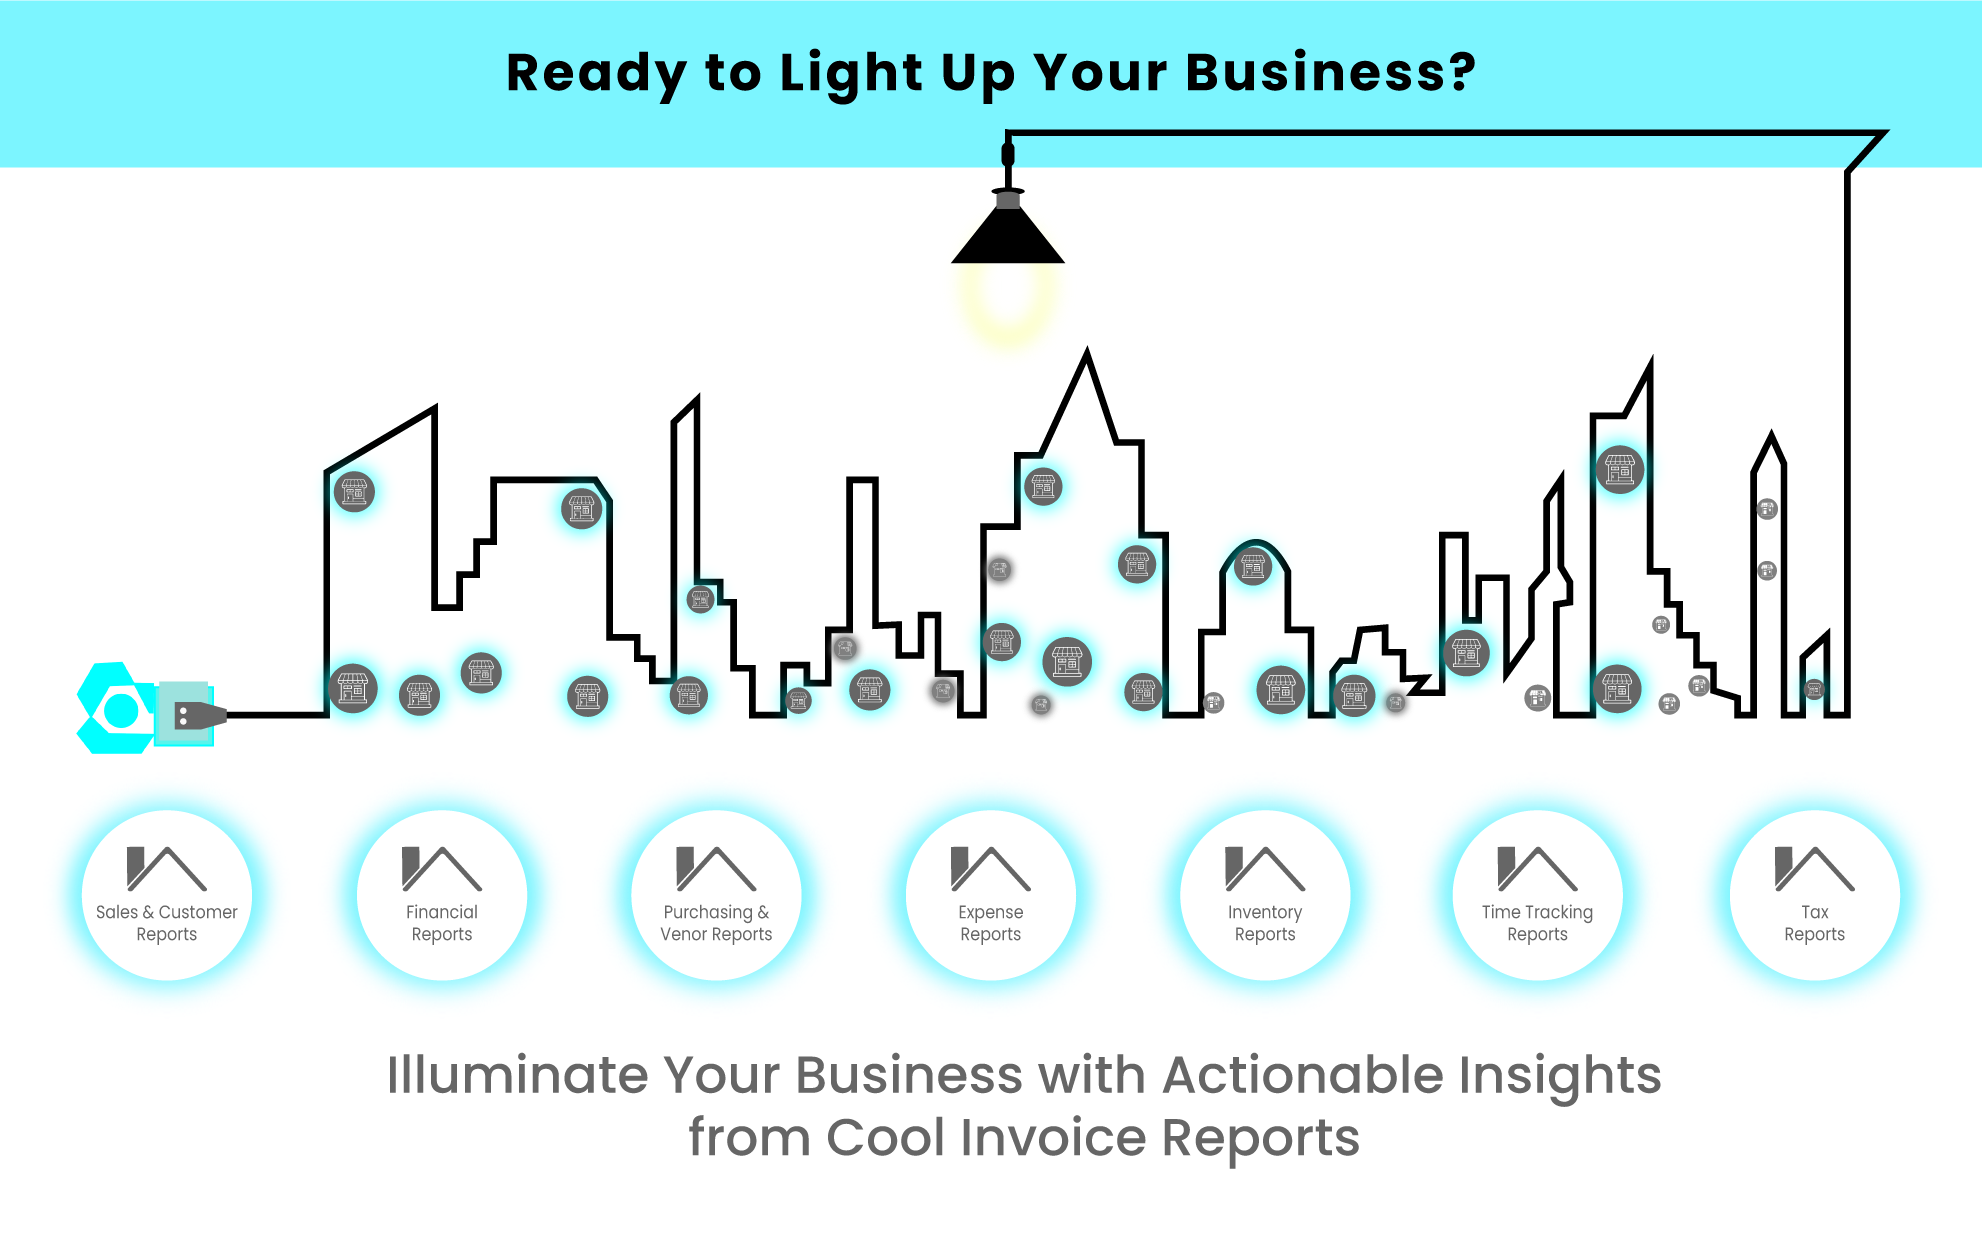 Ready to Light Up Your Business?
Sales & Customer
Reports
Financial
Reports
Purchasing &
Venor Reports
Expense
Reports
Inventory
Reports
Time Tracking
Reports
Tax
Reports
Illuminate Your Business with Actionable Insights
from Cool Invoice Reports